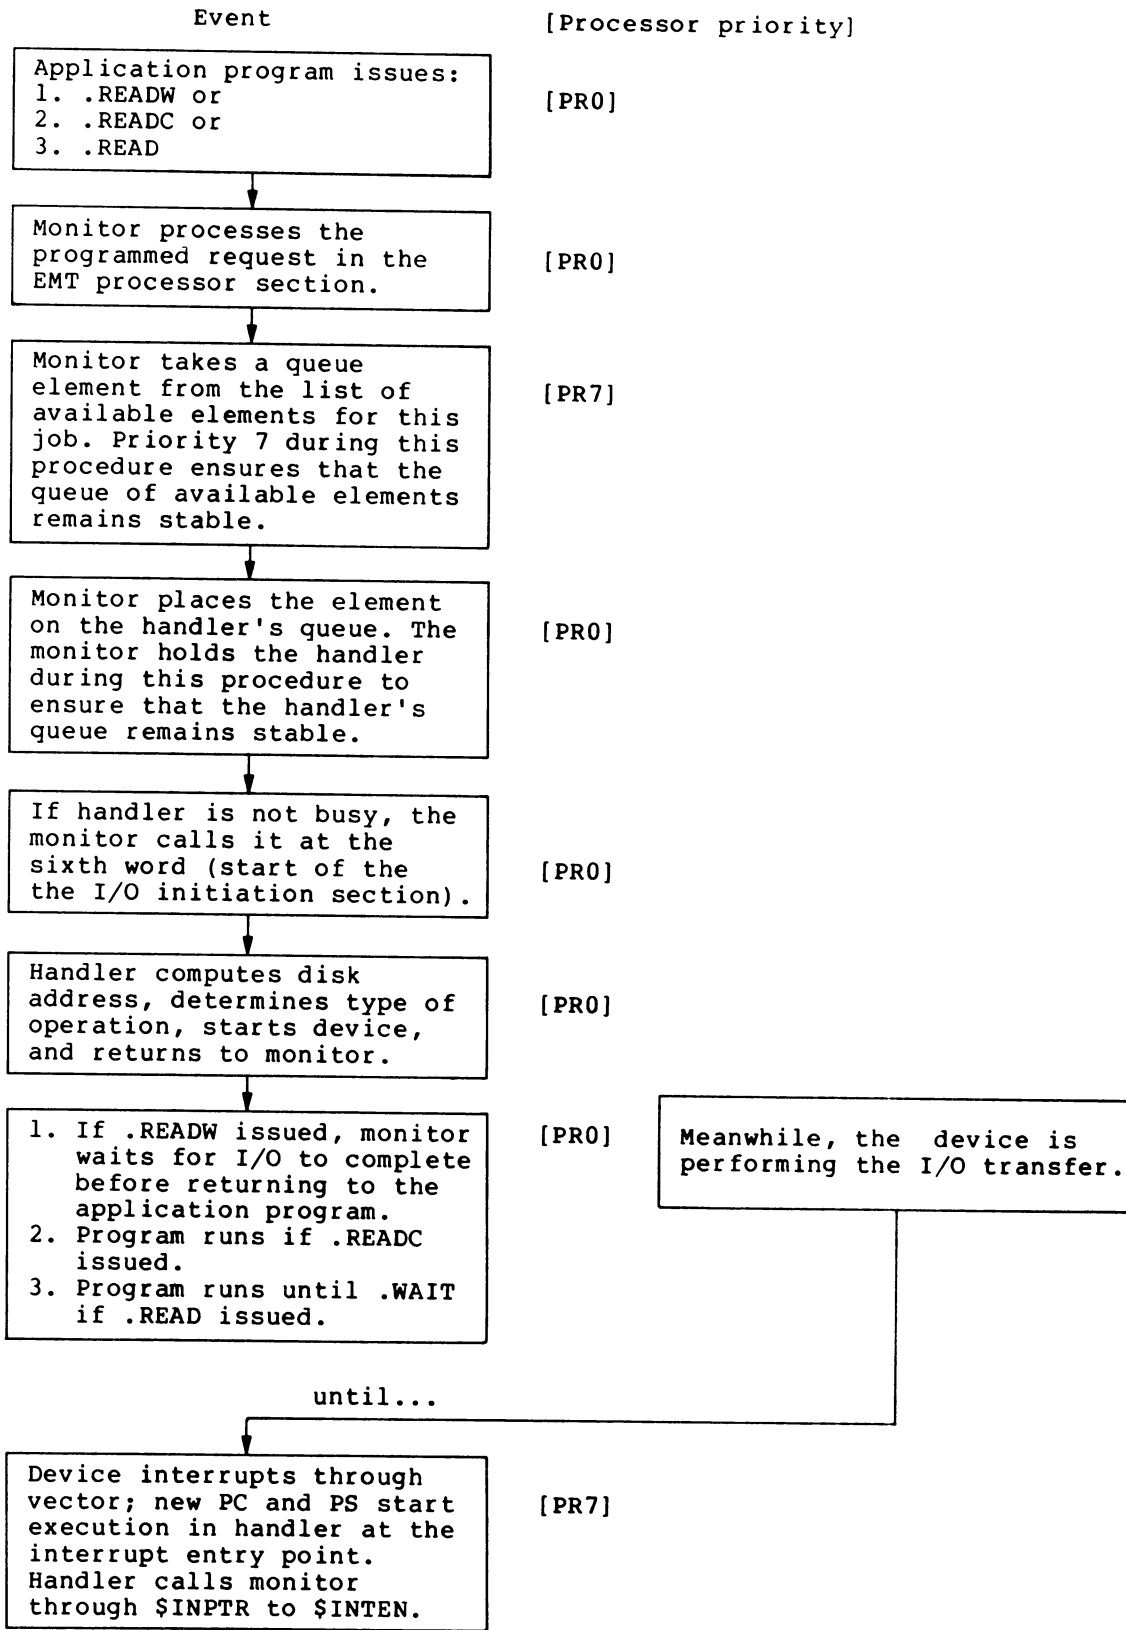 Event
[Processor priority]
Application program issues:
1. .READW or
2. .READC or
3. .READ
[PR0]
Monitor processes the
programmed request in the
EMT processor section.
[PR0]
Monitor takes a queue
element from the list of
available elements for this
job. Priority 7 during this
procedure ensures that the
queue of available elements
remains stable.
[PR7]
Monitor places the element
on the handler's queue. The
monitor holds the handler
during this procedure to
ensure that the handler's
queue remains stable.
[PR0]
If handler is not busy, the
monitor calls it at the
sixth word (start of the
the I/O initiation section).
[PR0]
Handler computes disk
address, determines type of
operation, starts device,
and returns to monitor.
[PR0]
1. If .READW issued, monitor
waits for I/O to complete
before returning to the
application program.
2. Program runs if .READC
issued.
3. Program runs until .WAIT
if .READ issued.
[PR0]
Meanwhile, the device is
performing the I/O transfer.
until...
Device interrupts through
vector; new PC and PS start
execution in handler at the
interrupt entry point.
Handler calls monitor
through $INPTR to $INTEN.
[PR7]